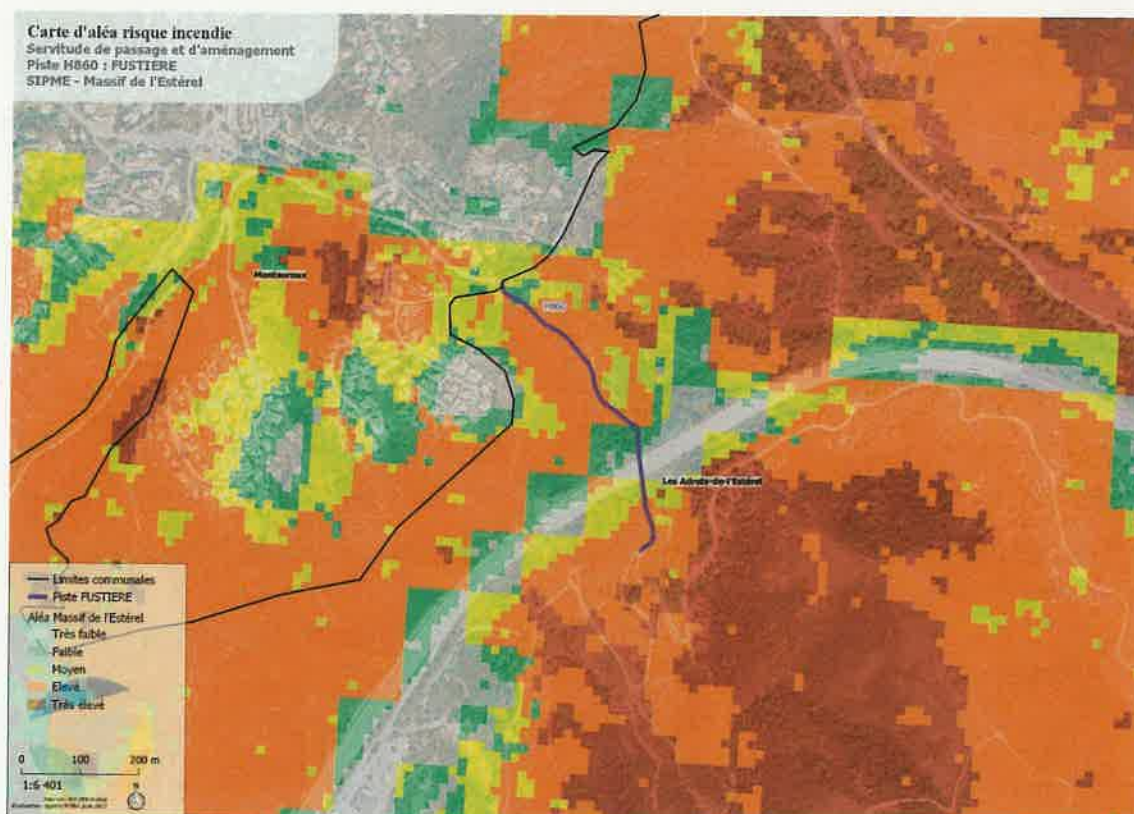 Carte d'aléa risque incendie
Servitude de passage et d'aménagement
Piste H860 : FUSTIERE
SIPME - Massif de l'Estérel
Montauroux
Les Adrets-de-l'Estérel
Limites communales
Piste FUSTIERE
Aléa Massif de l'Estérel
Très faible
Faible
Moyen
Elevé
Très élevé
0 100 200 m
1:6 401
N